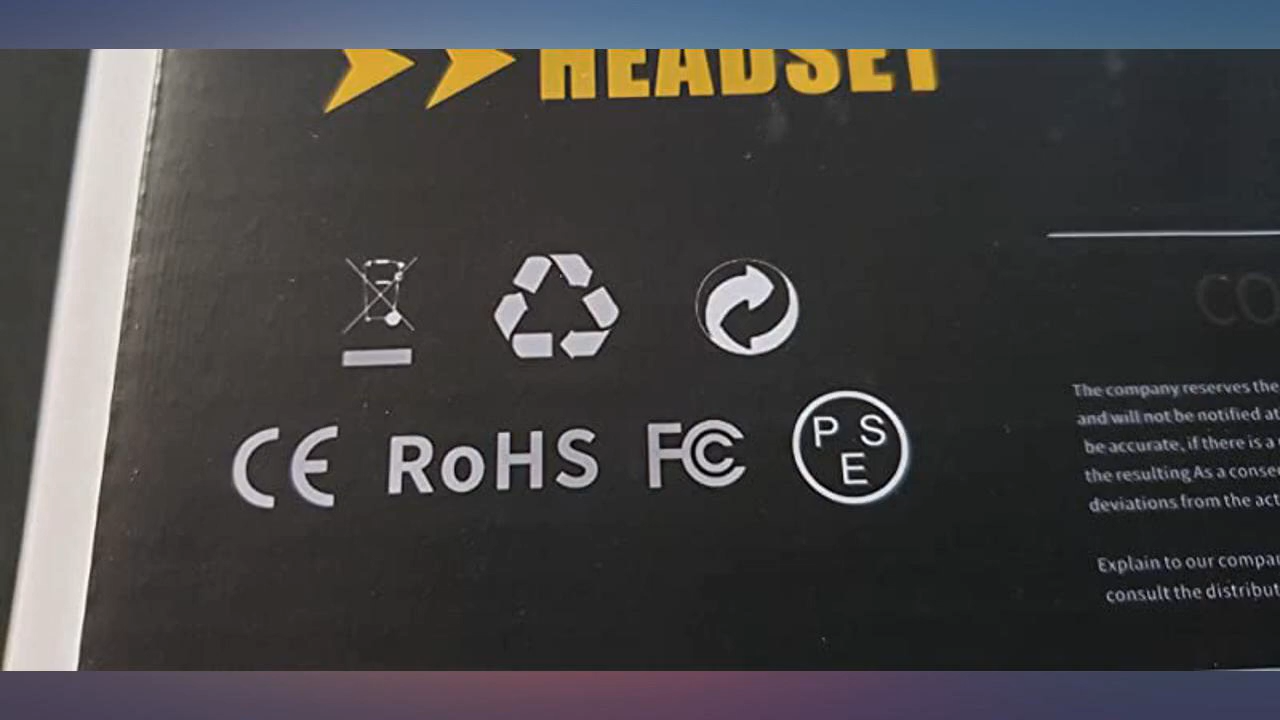 HEADSET
CE RoHS FC PSE
CO
The company reserves the
and will not be notified at
be accurate, if there is a
the resulting As a conse
deviations from the act
Explain to our compa
consult the distribut